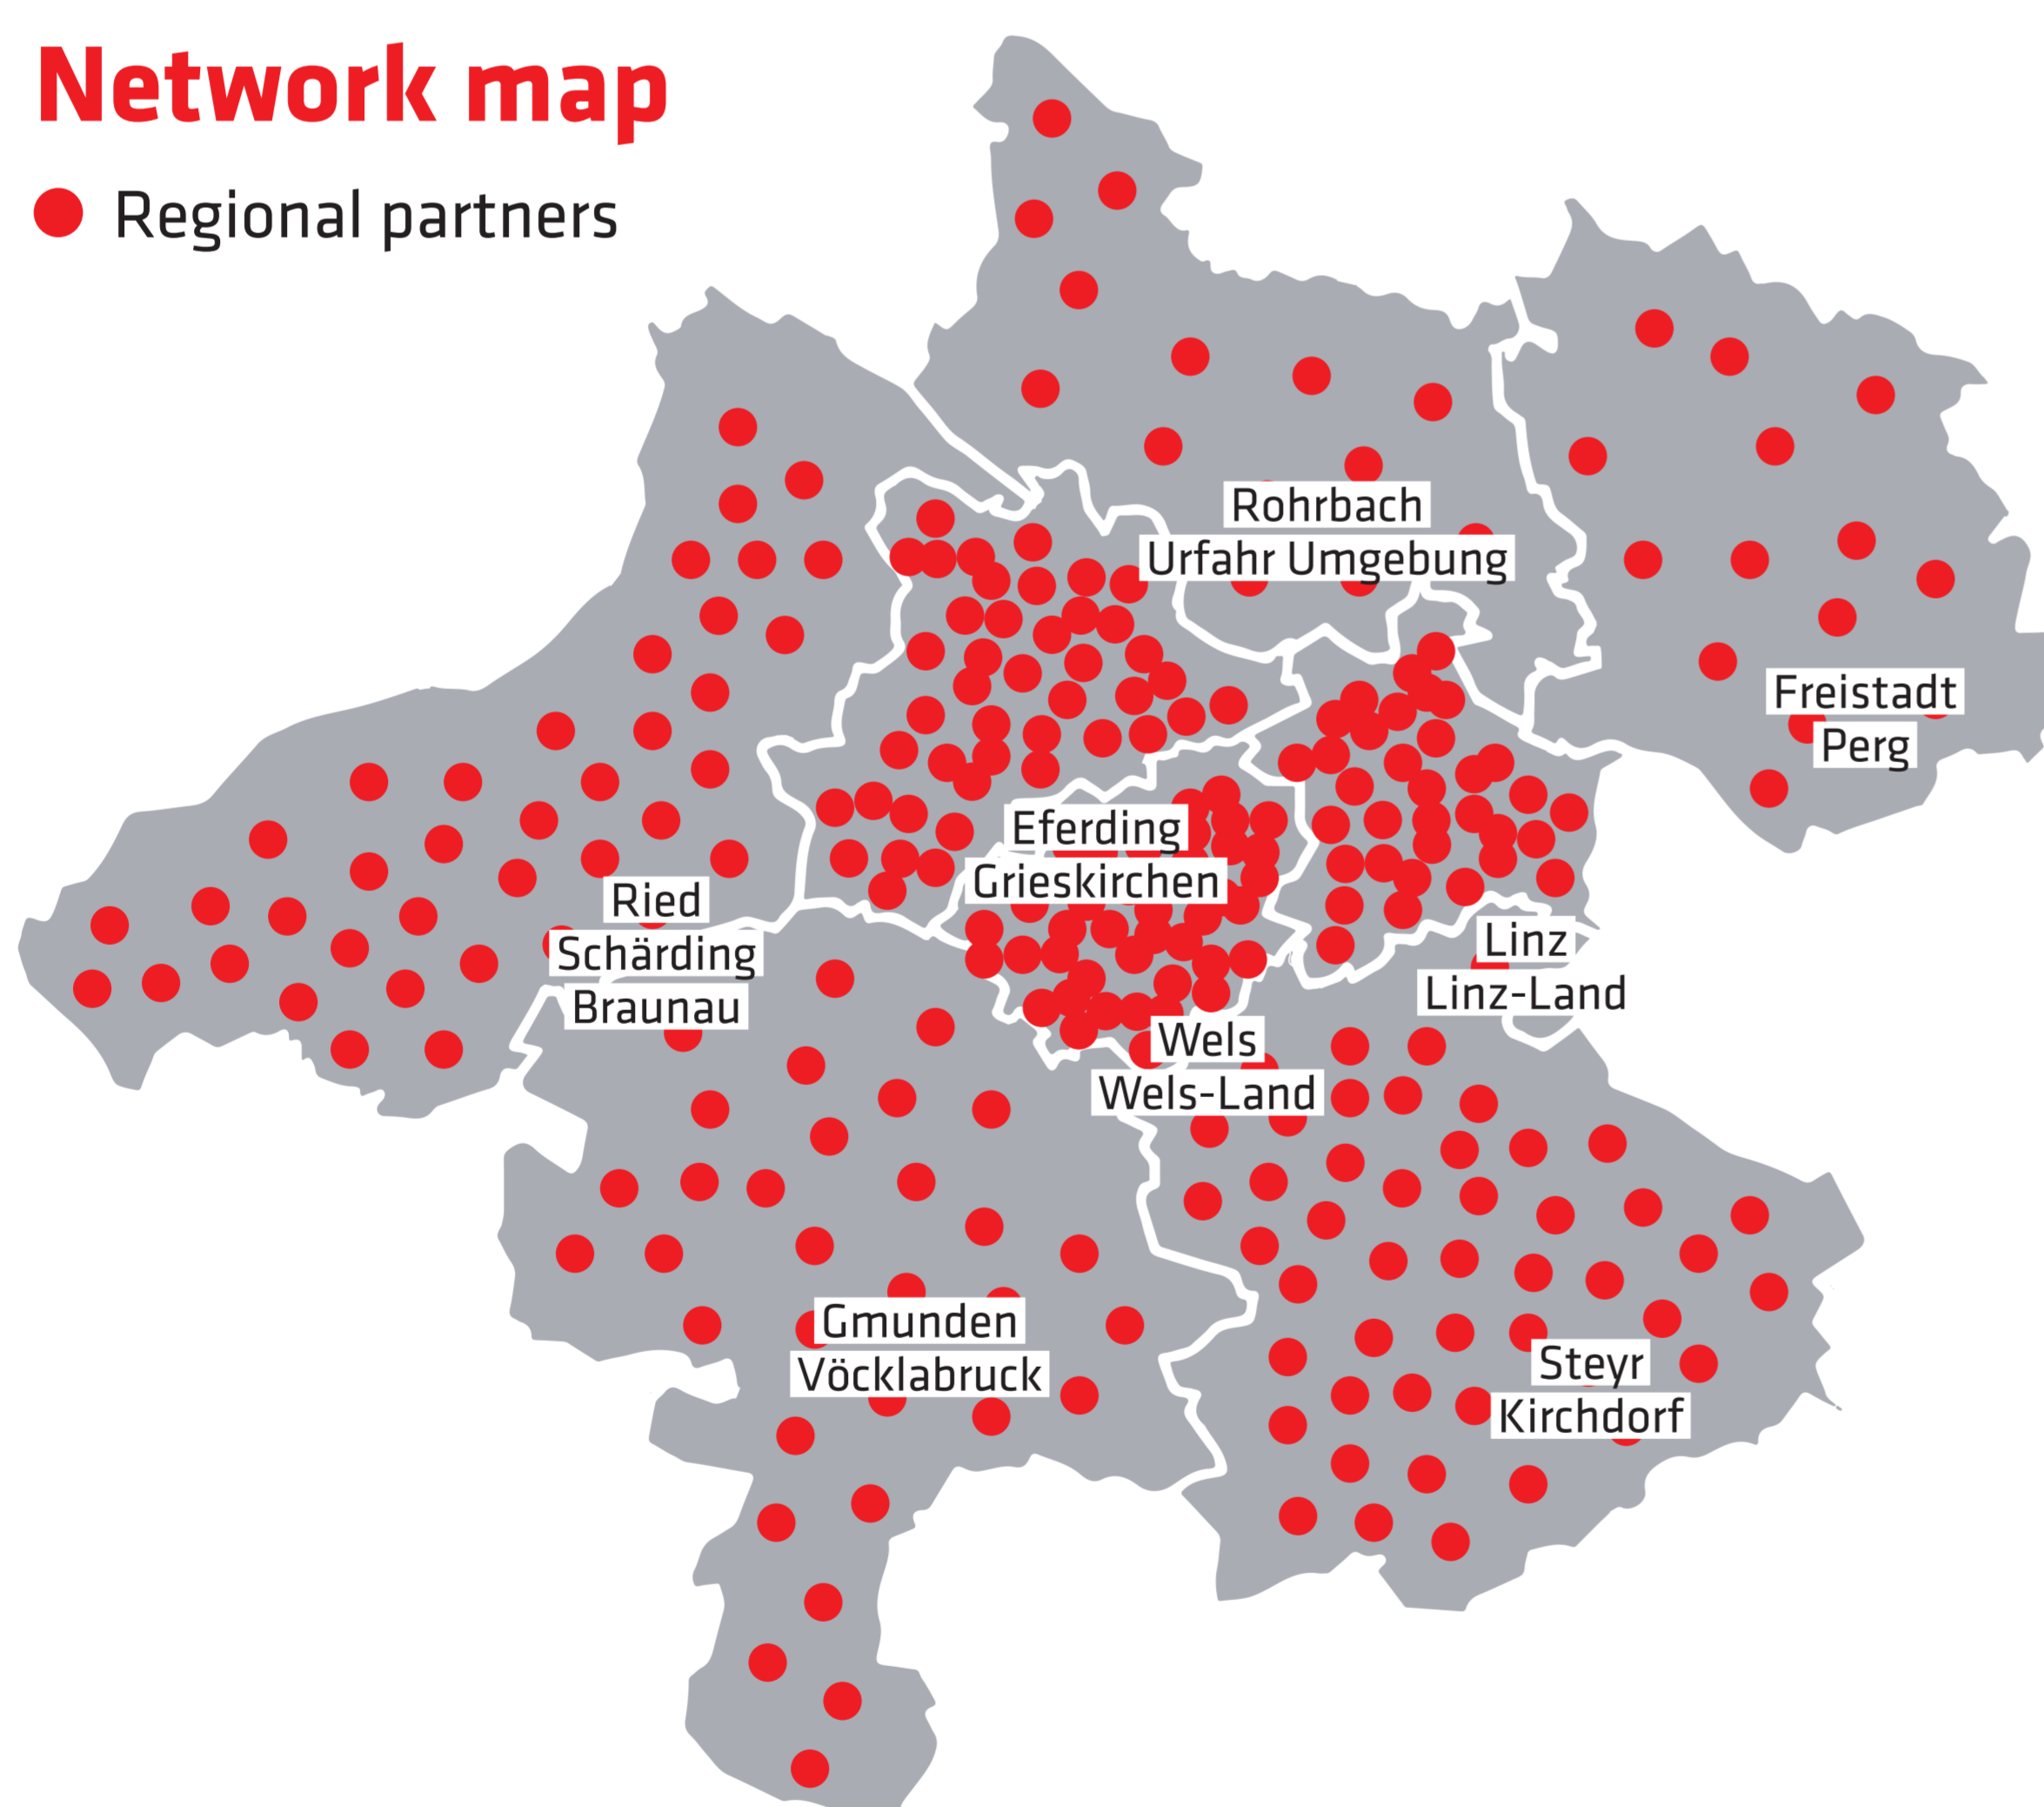 Network map
Regional partners
Rohrbach
Urfahr Umgebung
Freistadt
Perg
Eferding
Grieskirchen
Ried
Schärding
Braunau
Linz
Linz-Land
Wels
Wels-Land
Gmunden
Vöcklabruck
Steyr
Kirchdorf